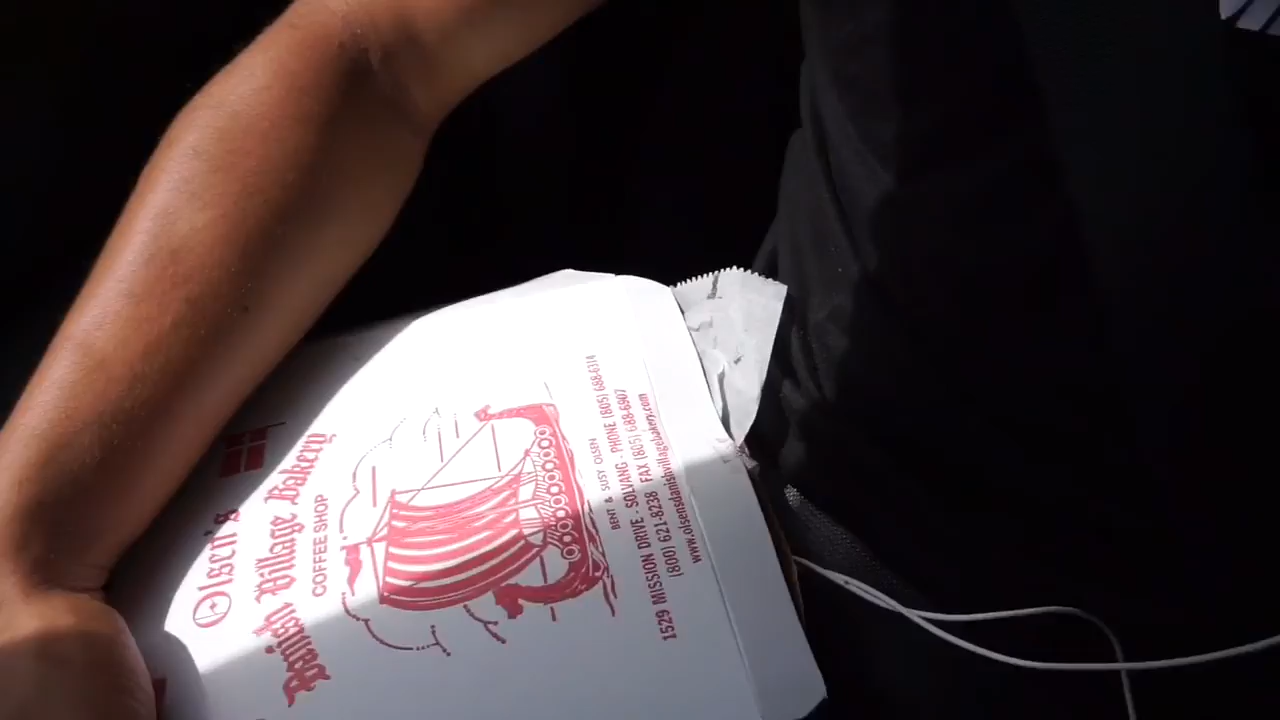 Olsen's
Danish Village Bakery
COFFEE SHOP
BENT & SUSY OLSEN
1529 MISSION DRIVE - SOLVANG - PHONE (805) 688-6314
(800) 621-8238 FAX (805) 688-6907
www.olsensdanishvillagebakery.com